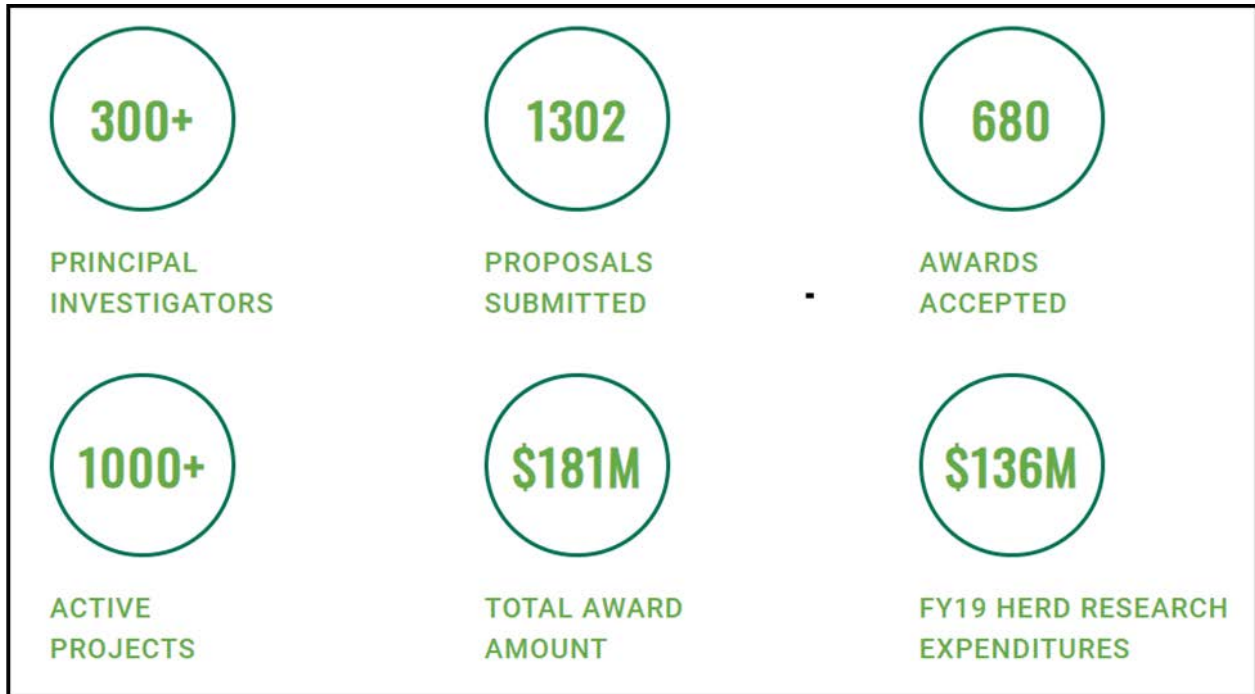 300+
1302
680
PRINCIPAL
INVESTIGATORS
PROPOSALS
SUBMITTED
AWARDS
ACCEPTED
1000+
$181M
$136M
ACTIVE
PROJECTS
TOTAL AWARD
AMOUNT
FY19 HERD RESEARCH
EXPENDITURES